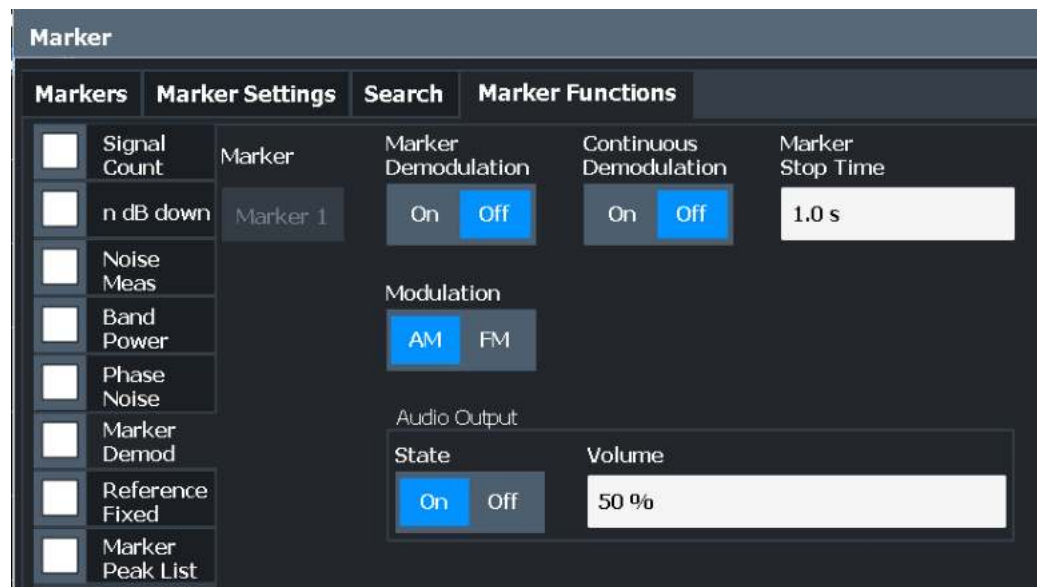 Marker
Markers Marker Settings Search Marker Functions
Signal
Count
n dB down
Noise
Meas
Band
Power
Phase
Noise
Marker
Demod
Reference
Fixed
Marker
Peak List
Marker
Marker 1
Marker
Demodulation
On Off
Continuous
Demodulation
On Off
Marker
Stop Time
1.0 s
Modulation
AM FM
Audio Output
State
On Off
Volume
50 %